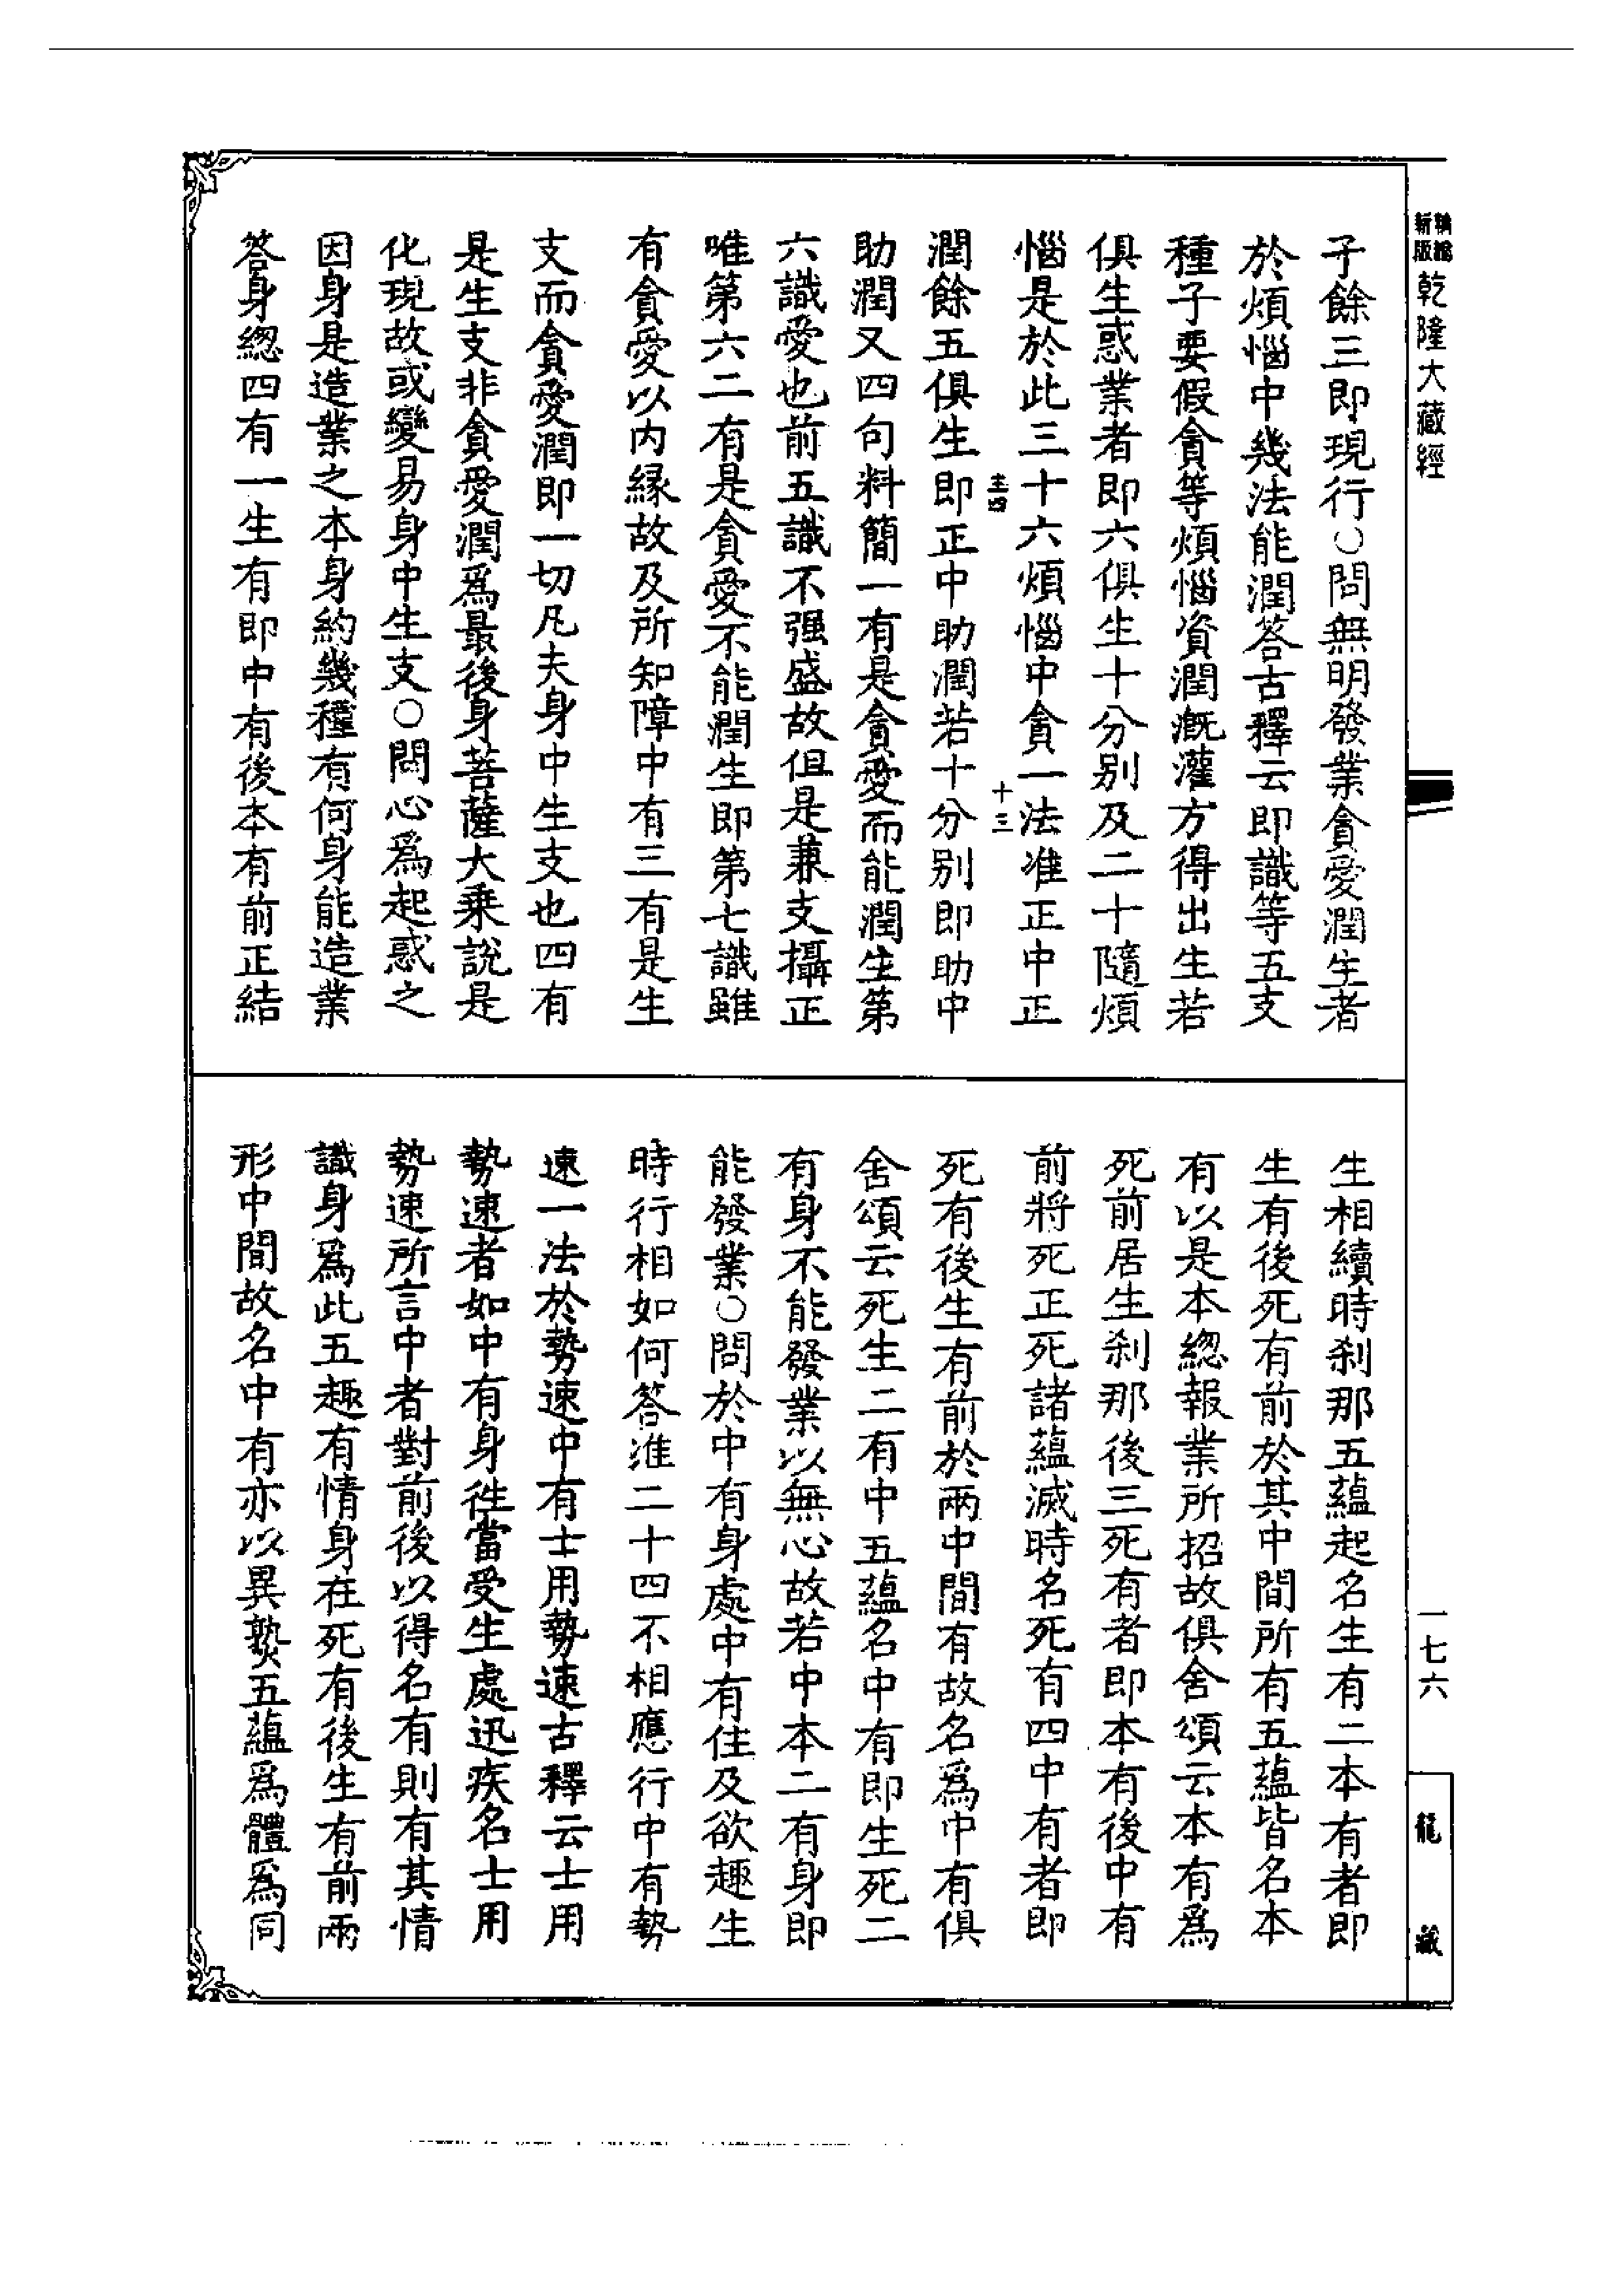 新版
乾隆大藏經
子餘三即現行○問無明發業貪愛潤生者
於煩惱中幾法能潤答古釋云即識等五支
種子要假貪等煩惱資潤溉灌方得出生若
俱生惑業者即六俱生十分別及二十隨煩
惱是於此三十六煩惱中貪一法准正中正
十三
潤餘五俱生即正中助潤若十分別即助中
助潤又四句料簡一有是貪愛而能潤生第
六識愛也前五識不强盛故但是兼支攝正
唯第六二有是貪愛不能潤生即第七識雖
有貪愛以内緣故及所知障中有三有是生
支而貪愛潤即一切凡夫身中生支也四有
是生支非貪愛潤爲最後身菩薩大乘說是
化現故或變易身中生支○問心爲起惑之
因身是造業之本身約幾種有何身能造業
答身總四有一生有即中有後本有前正結
生相續時剎那五蘊起名生有二本有者即
生有後死有前於其中間所有五蘊皆名本
有以是本總報業所招故俱舍頌云本有爲
死前居生剎那後三死有者即本有後中有
前將死正死諸蘊滅時名死有四中有者即
死有後生有前於兩中間有故名爲中有俱
舍頌云死生二有中五蘊名中有即生死二
有身不能發業以無心故若中本二有身即
能發業○問於中有身處中有住及欲趣生
時行相如何答准二十四不相應行中有勢
速一法於勢速中有士用勢速古釋云士用
勢速者如中有身徃當受生處迅疾名士用
勢速所言中者對前後以得名有則有其情
識身爲此五趣有情身在死有後生有前兩
形中間故名中有亦以異熟五蘊爲體爲同
一七六
龍藏